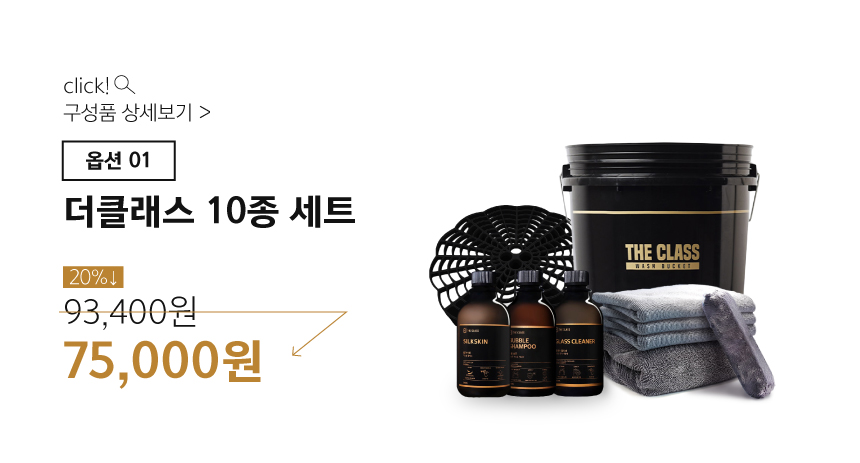 click!
구성품 상세보기 >
옵션 01
더클래스 10종 세트
20%↓
93,400원
75,000원
THE CLASS
WASH BUCKET
SILKSKIN
BUBBLE
SHAMPOO
GLASS CLEANER